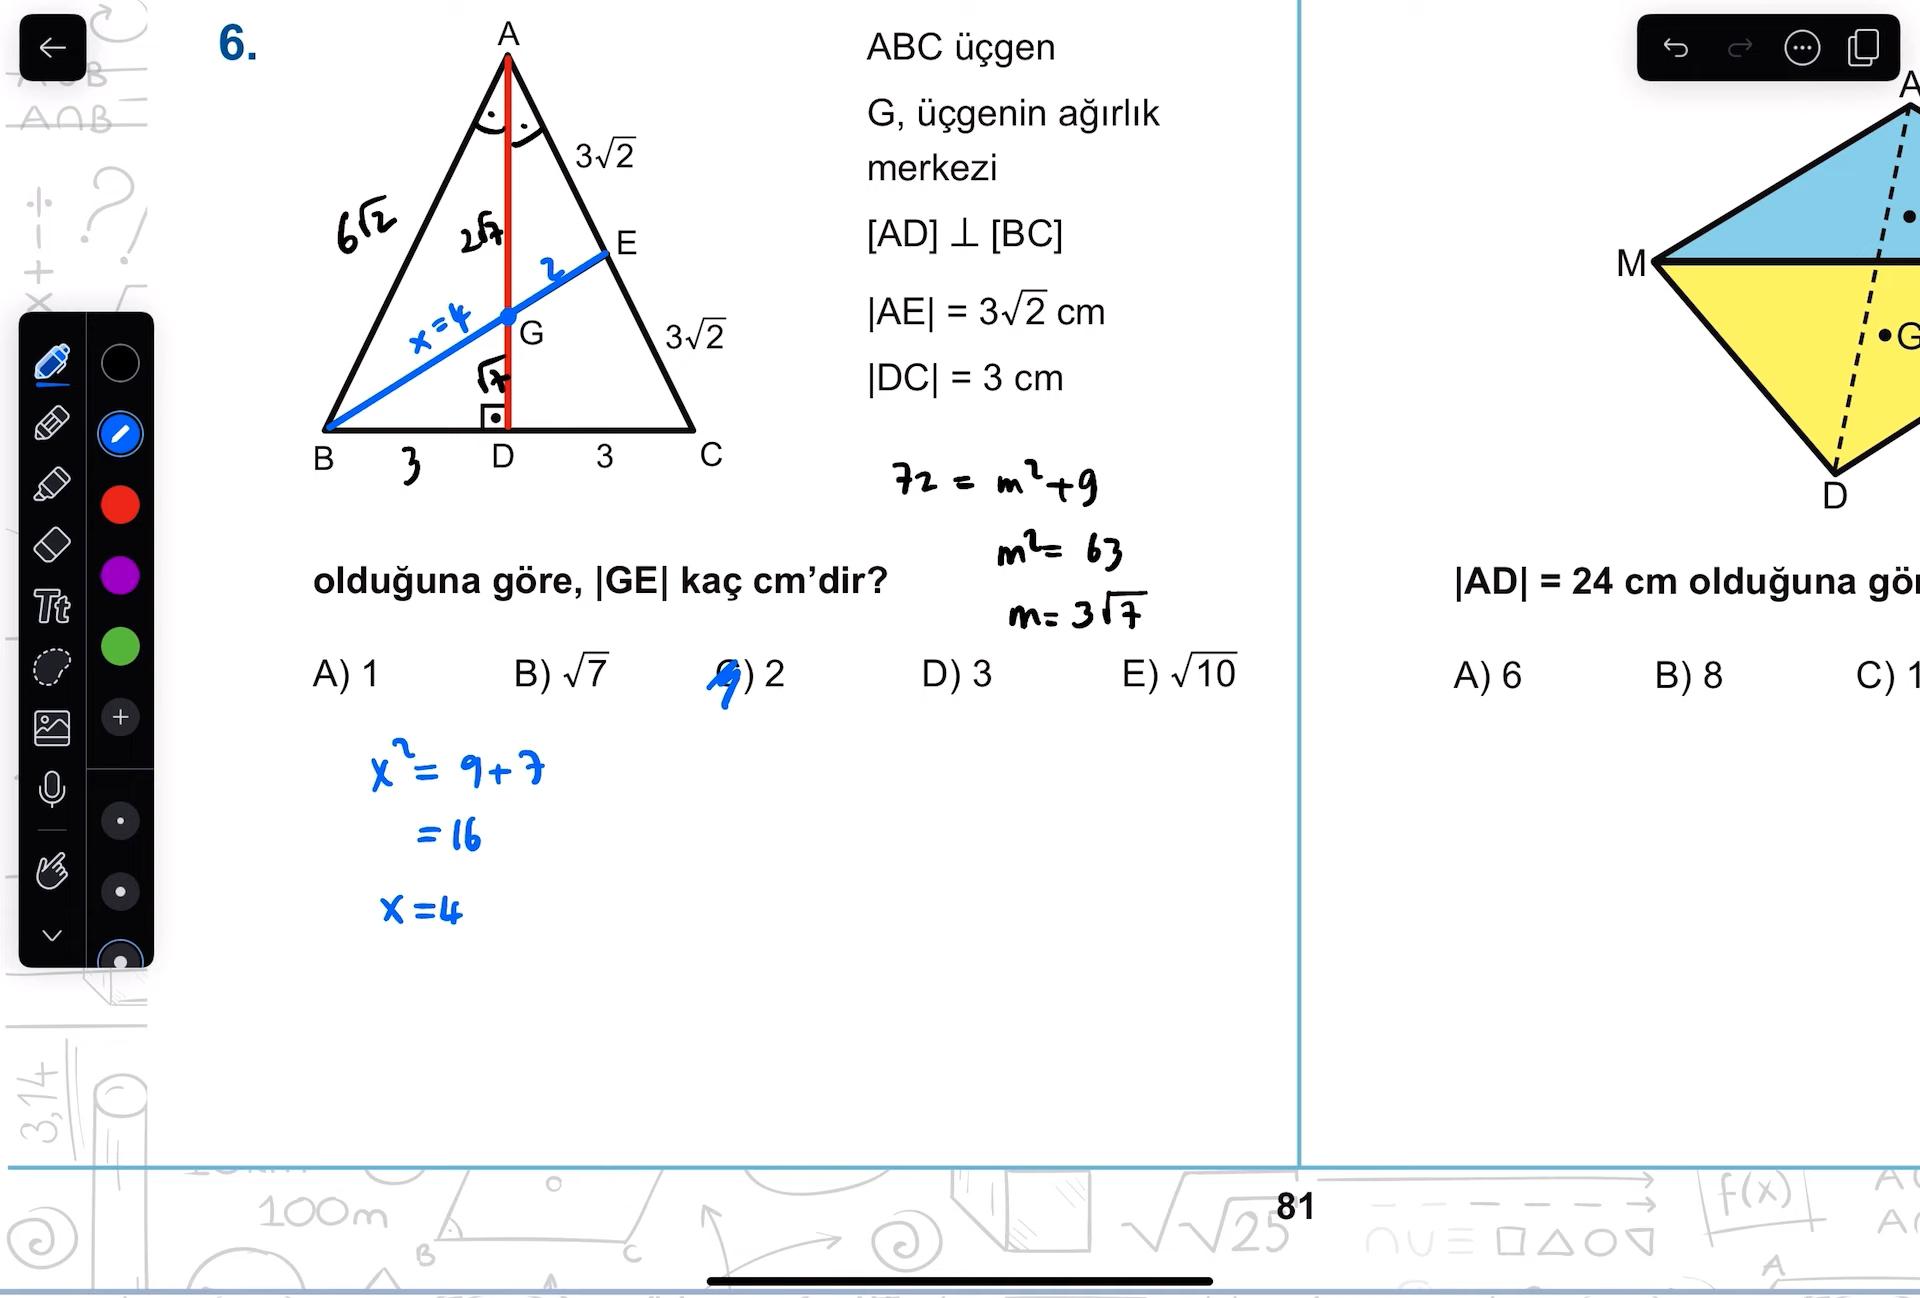 6.
A
3√2
6√2
2√7
E
2
x=4
G
3√2
√7
B
3
D
3
C
ABC üçgen
G, üçgenin ağırlık
merkezi
[AD] ⊥ [BC]
|AE| = 3√2 cm
|DC| = 3 cm
72 = m²+9
m²= 63
m= 3√7
olduğuna göre, |GE| kaç cm'dir?
A) 1 B) √7 C) 2 D) 3 E) √10
x² = 9+7
= 16
x=4
A
M
G
D
|AD| = 24 cm olduğuna gör
A) 6 B) 8 C) 1
Tt
A∩B
3,14
100m
B
C
81
√√25
∩∪≡□△○
f(x)
A